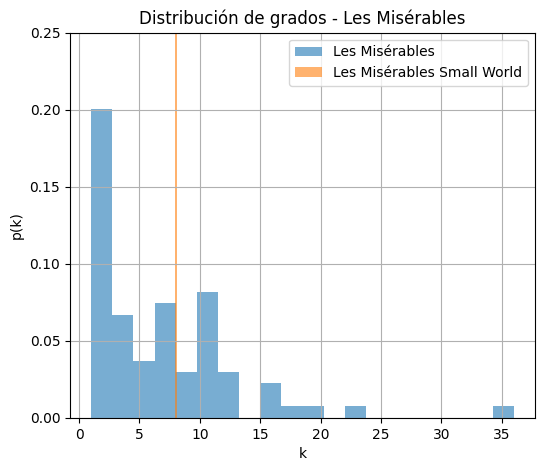 Distribución de grados - Les Misérables
Les Misérables
Les Misérables Small World
0.25
0.20
0.15
0.10
0.05
0.00
p(k)
0 5 10 15 20 25 30 35
k